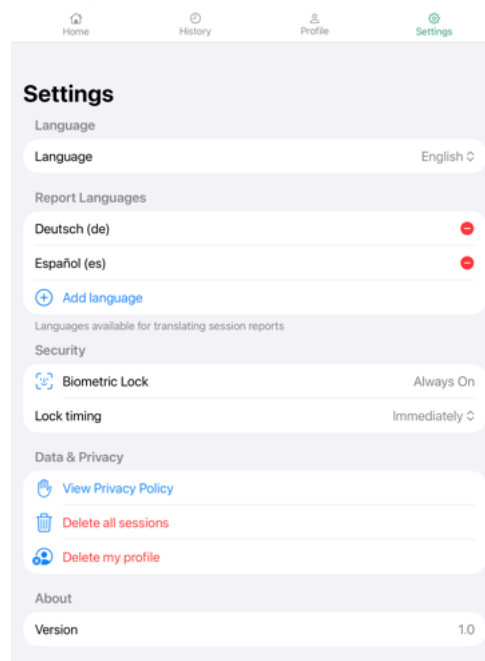 Home History Profile Settings
Settings
Language
Language English
Report Languages
Deutsch (de)
Español (es)
Add language
Languages available for translating session reports
Security
Biometric Lock Always On
Lock timing Immediately
Data & Privacy
View Privacy Policy
Delete all sessions
Delete my profile
About
Version 1.0